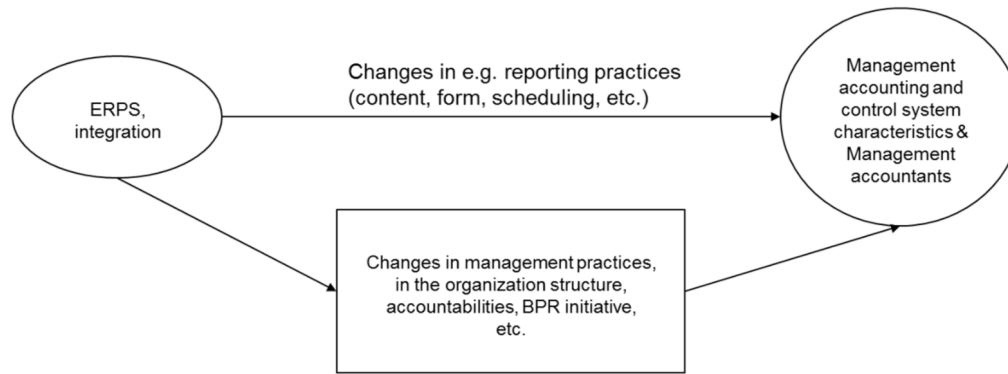 Changes in e.g. reporting practices
(content, form, scheduling, etc.)
ERPS,
integration
Management
accounting and
control system
characteristics &
Management
accountants
Changes in management practices,
in the organization structure,
accountabilities, BPR initiative,
etc.